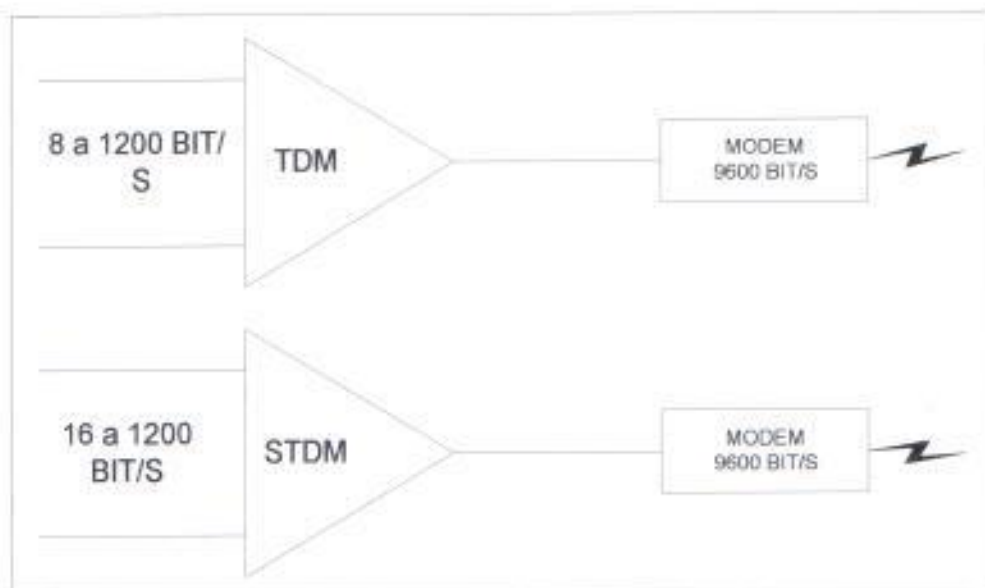 8 a 1200 BIT/
S
TDM
MODEM
9600 BIT/S
16 a 1200
BIT/S
STDM
MODEM
9600 BIT/S